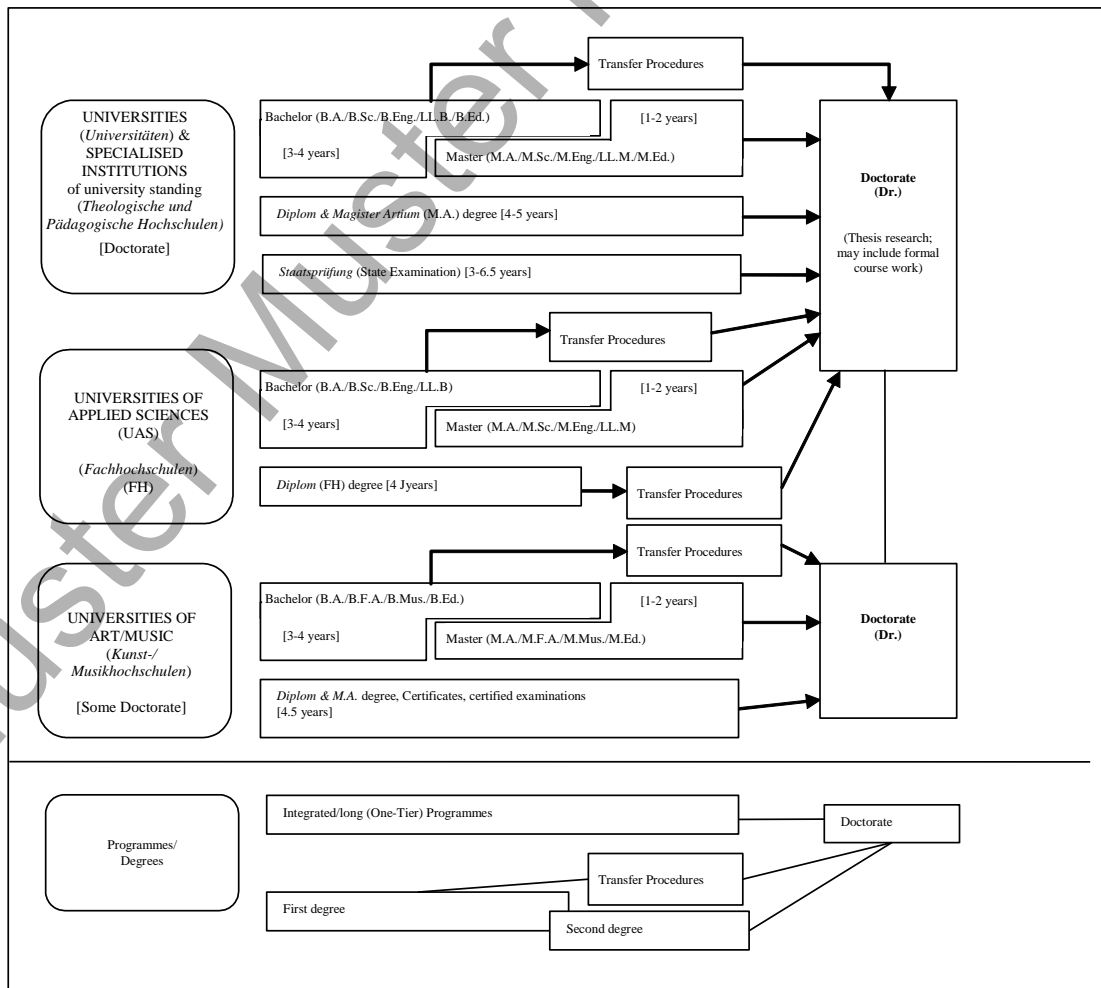 Transfer Procedures
UNIVERSITIES
(Universitäten) &
SPECIALISED
INSTITUTIONS
of university standing
(Theologische und
Pädagogische Hochschulen)
[Doctorate]
Bachelor (B.A./B.Sc./B.Eng./LL.B./B.Ed.)
[3-4 years]
[1-2 years]
Master (M.A./M.Sc./M.Eng./LL.M./M.Ed.)
Diplom & Magister Artium (M.A.) degree [4-5 years]
Staatsprüfung (State Examination) [3-6.5 years]
Doctorate
(Dr.)
(Thesis research;
may include formal
course work)
Transfer Procedures
UNIVERSITIES OF
APPLIED SCIENCES
(UAS)
(Fachhochschulen)
(FH)
Bachelor (B.A./B.Sc./B.Eng./LL.B)
[3-4 years]
[1-2 years]
Master (M.A./M.Sc./M.Eng./LL.M)
Diplom (FH) degree [4 Jyears]
Transfer Procedures
Transfer Procedures
UNIVERSITIES OF
ART/MUSIC
(Kunst-/
Musikhochschulen)
[Some Doctorate]
Bachelor (B.A./B.F.A./B.Mus./B.Ed.)
[3-4 years]
[1-2 years]
Master (M.A./M.F.A./M.Mus./M.Ed.)
Diplom & M.A. degree, Certificates, certified examinations
[4.5 years]
Doctorate
(Dr.)
Programmes/
Degrees
Integrated/long (One-Tier) Programmes
Doctorate
Transfer Procedures
First degree
Second degree
Muster Muster